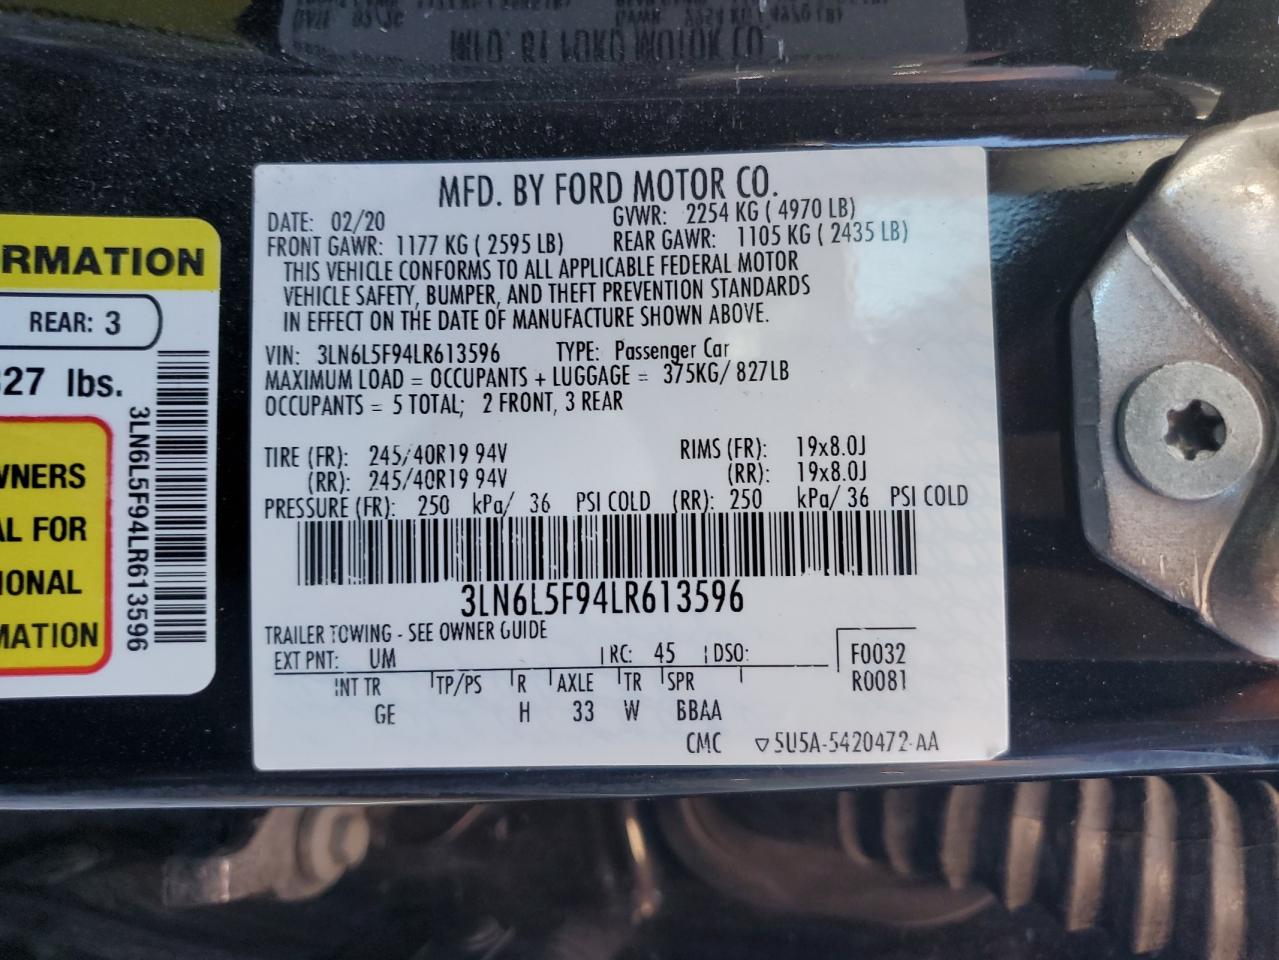 MFD. BY FORD MOTOR CO.
DATE: 02/20 GVWR: 2254 KG ( 4970 LB)
FRONT GAWR: 1177 KG ( 2595 LB) REAR GAWR: 1105 KG ( 2435 LB)
THIS VEHICLE CONFORMS TO ALL APPLICABLE FEDERAL MOTOR
VEHICLE SAFETY, BUMPER, AND THEFT PREVENTION STANDARDS
IN EFFECT ON THE DATE OF MANUFACTURE SHOWN ABOVE.
VIN: 3LN6L5F94LR613596 TYPE: Passenger Car
MAXIMUM LOAD = OCCUPANTS + LUGGAGE = 375KG/ 827LB
OCCUPANTS = 5 TOTAL; 2 FRONT, 3 REAR
TIRE (FR): 245/40R19 94V RIMS (FR): 19x8.0J
(RR): 245/40R19 94V (RR): 19x8.0J
PRESSURE (FR): 250 kPa/ 36 PSI COLD (RR): 250 kPa/ 36 PSI COLD
3LN6L5F94LR613596
TRAILER TOWING - SEE OWNER GUIDE
EXT PNT: UM RC: 45 DSO: F0032
R0081
INT TR TP/PS R AXLE TR SPR
GE H 33 W BBAA
CMC ▽5U5A-5420472-AA
RMATION
REAR: 3
27 lbs.
WNERS
AL FOR
IONAL
MATION
3LN6L5F94LR613596